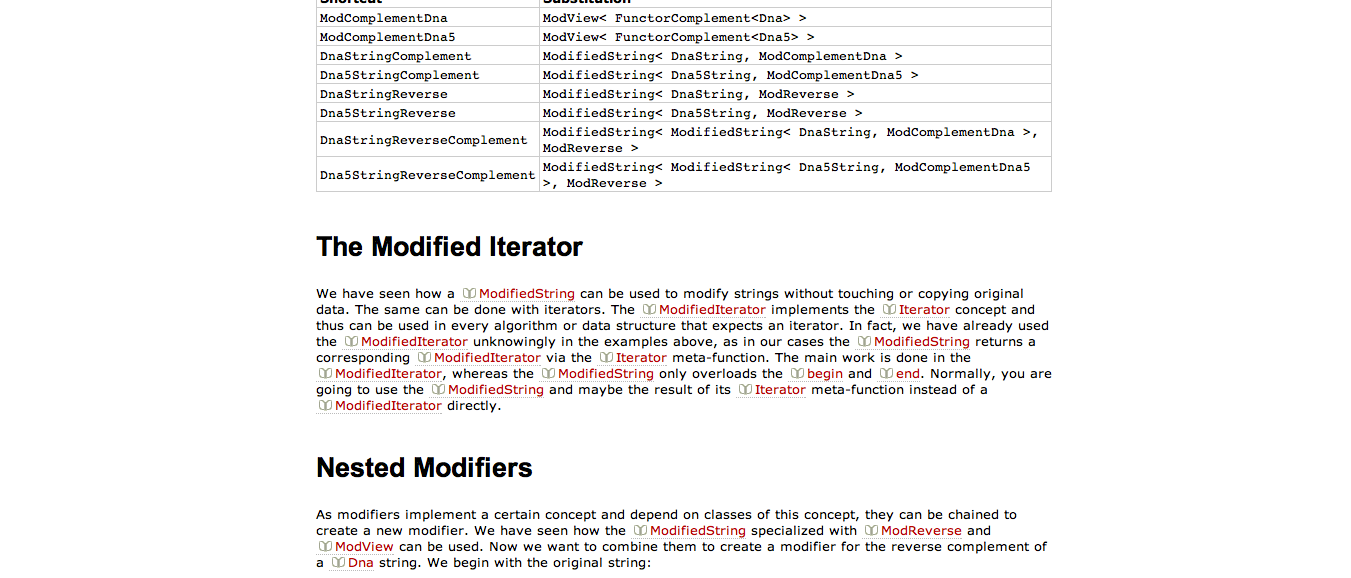 Shortcut Substitution
ModComplementDna ModView< FunctorComplement<Dna> >
ModComplementDna5 ModView< FunctorComplement<Dna5> >
DnaStringComplement ModifiedString< DnaString, ModComplementDna >
Dna5StringComplement ModifiedString< Dna5String, ModComplementDna5 >
DnaStringReverse ModifiedString< DnaString, ModReverse >
Dna5StringReverse ModifiedString< Dna5String, ModReverse >
DnaStringReverseComplement ModifiedString< ModifiedString< DnaString, ModComplementDna >,
ModReverse >
Dna5StringReverseComplement ModifiedString< ModifiedString< Dna5String, ModComplementDna5
>, ModReverse >
The Modified Iterator
We have seen how a ModifiedString can be used to modify strings without touching or copying original
data. The same can be done with iterators. The ModifiedIterator implements the Iterator concept and
thus can be used in every algorithm or data structure that expects an iterator. In fact, we have already used
the ModifiedIterator unknowingly in the examples above, as in our cases the ModifiedString returns a
corresponding ModifiedIterator via the Iterator meta-function. The main work is done in the
ModifiedIterator, whereas the ModifiedString only overloads the begin and end. Normally, you are
going to use the ModifiedString and maybe the result of its Iterator meta-function instead of a
ModifiedIterator directly.
Nested Modifiers
As modifiers implement a certain concept and depend on classes of this concept, they can be chained to
create a new modifier. We have seen how the ModifiedString specialized with ModReverse and
ModView can be used. Now we want to combine them to create a modifier for the reverse complement of
a Dna string. We begin with the original string: